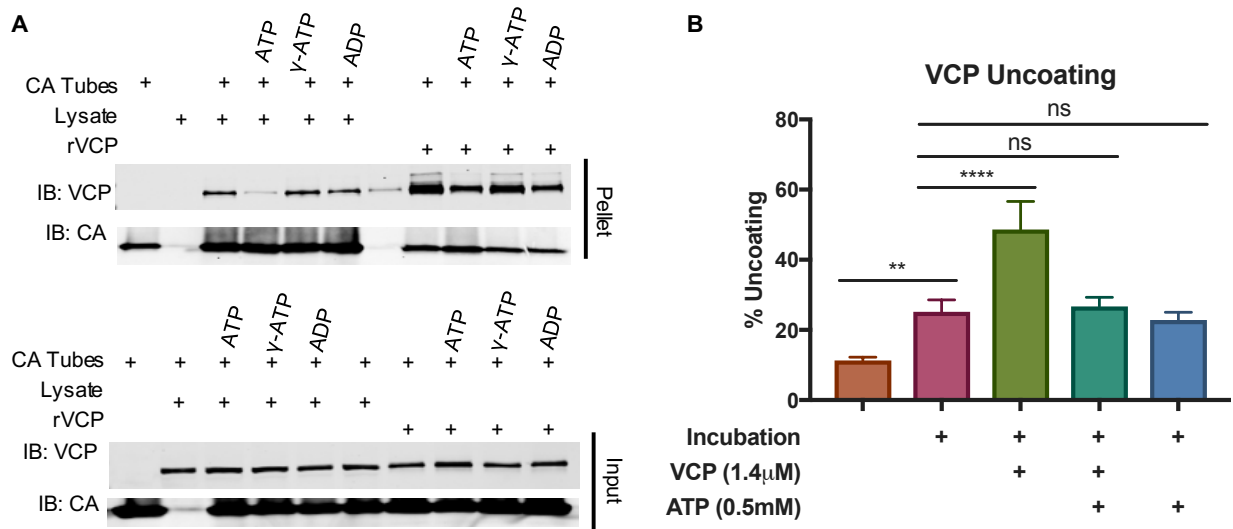 A
ATP γ-ATP ADP ATP γ-ATP ADP
CA Tubes + + + + + + + + +
Lysate + + + + +
rVCP + + + +
IB: VCP
IB: CA
Pellet
ATP γ-ATP ADP ATP γ-ATP ADP
CA Tubes + + + + + + + + + +
Lysate + + + + +
rVCP + + + +
IB: VCP
IB: CA
Input
B
VCP Uncoating
ns
ns
****
**
% Uncoating
80
60
40
20
0
Incubation + + + +
VCP (1.4μM) + +
ATP (0.5mM) + +